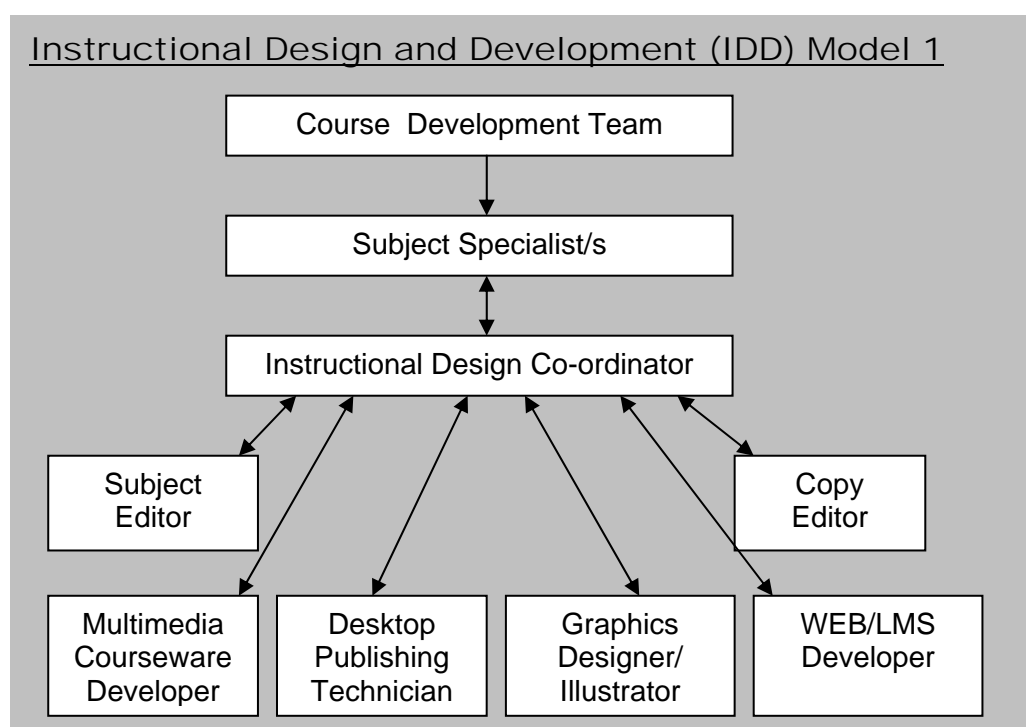 Instructional Design and Development (IDD) Model 1
Course Development Team
Subject Specialist/s
Instructional Design Co-ordinator
Subject
Editor
Copy
Editor
Multimedia
Courseware
Developer
Desktop
Publishing
Technician
Graphics
Designer/
Illustrator
WEB/LMS
Developer